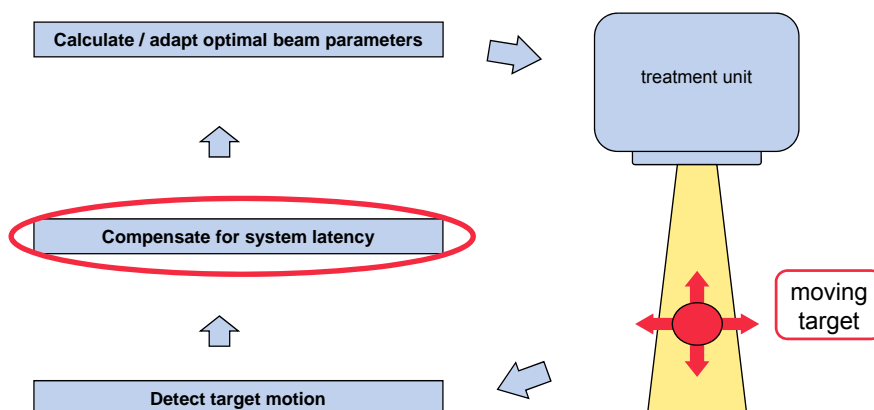 Calculate / adapt optimal beam parameters
treatment unit
Compensate for system latency
moving
target
Detect target motion